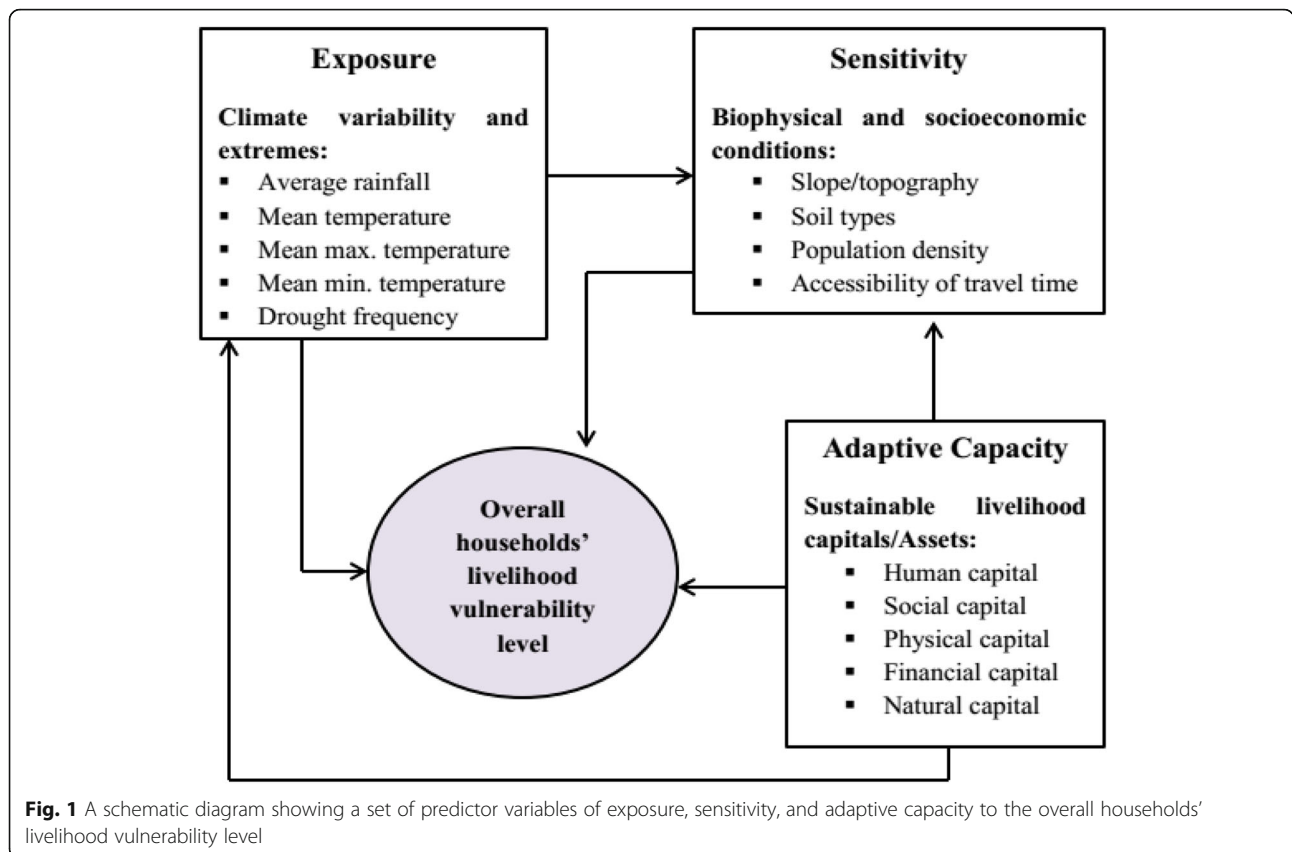 Exposure
Climate variability and
extremes:
▪ Average rainfall
▪ Mean temperature
▪ Mean max. temperature
▪ Mean min. temperature
▪ Drought frequency
Sensitivity
Biophysical and socioeconomic
conditions:
▪ Slope/topography
▪ Soil types
▪ Population density
▪ Accessibility of travel time
Overall
households’
livelihood
vulnerability
level
Adaptive Capacity
Sustainable livelihood
capitals/Assets:
▪ Human capital
▪ Social capital
▪ Physical capital
▪ Financial capital
▪ Natural capital
Fig. 1 A schematic diagram showing a set of predictor variables of exposure, sensitivity, and adaptive capacity to the overall households’
livelihood vulnerability level